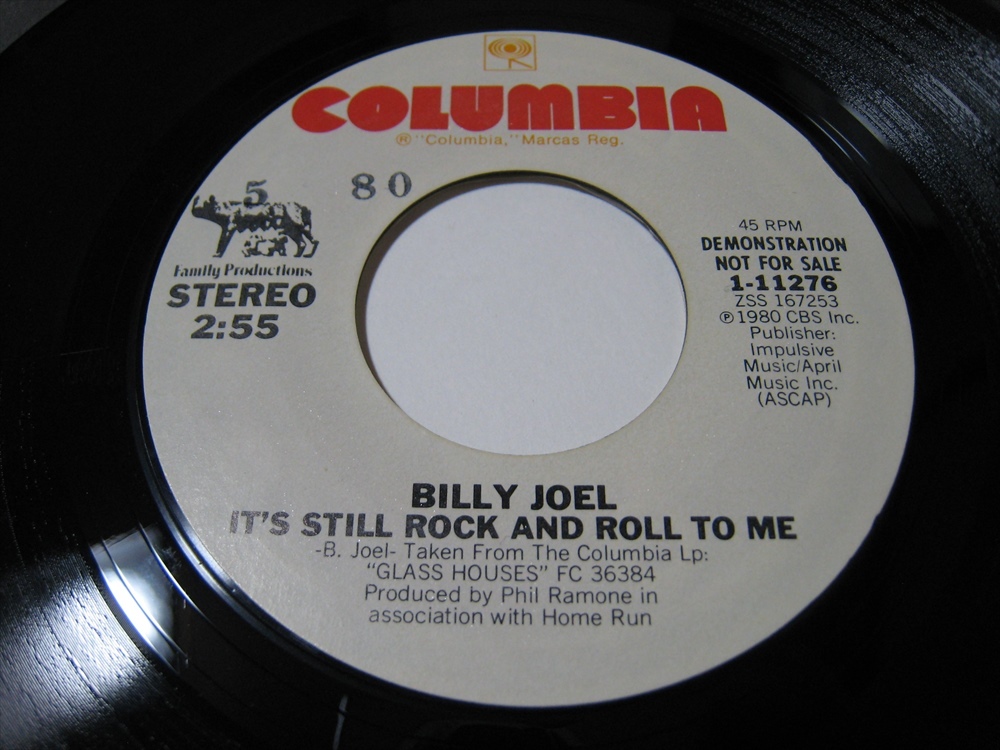 COLUMBIA
® "Columbia," Marcas Reg.
5 80
Family Productions
STEREO
2:55
45 RPM
DEMONSTRATION
NOT FOR SALE
1-11276
ZSS 167253
℗ 1980 CBS Inc.
Publisher:
Impulsive
Music/April
Music Inc.
(ASCAP)
BILLY JOEL
IT'S STILL ROCK AND ROLL TO ME
-B. Joel- Taken From The Columbia Lp:
"GLASS HOUSES" FC 36384
Produced by Phil Ramone in
association with Home Run